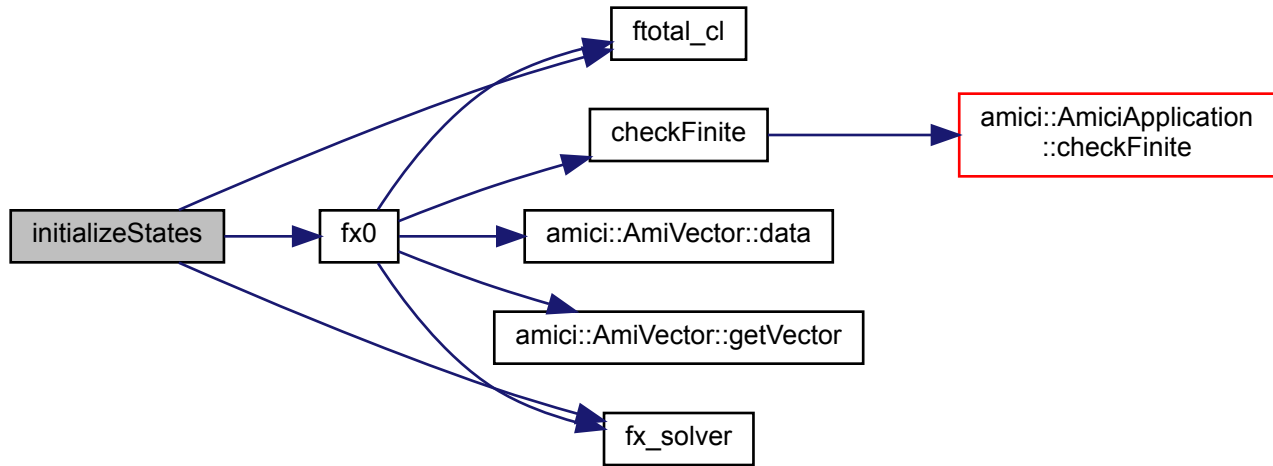 ftotal_cl
checkFinite
amici::AmiciApplication
::checkFinite
initializeStates
fx0
amici::AmiVector::data
amici::AmiVector::getVector
fx_solver